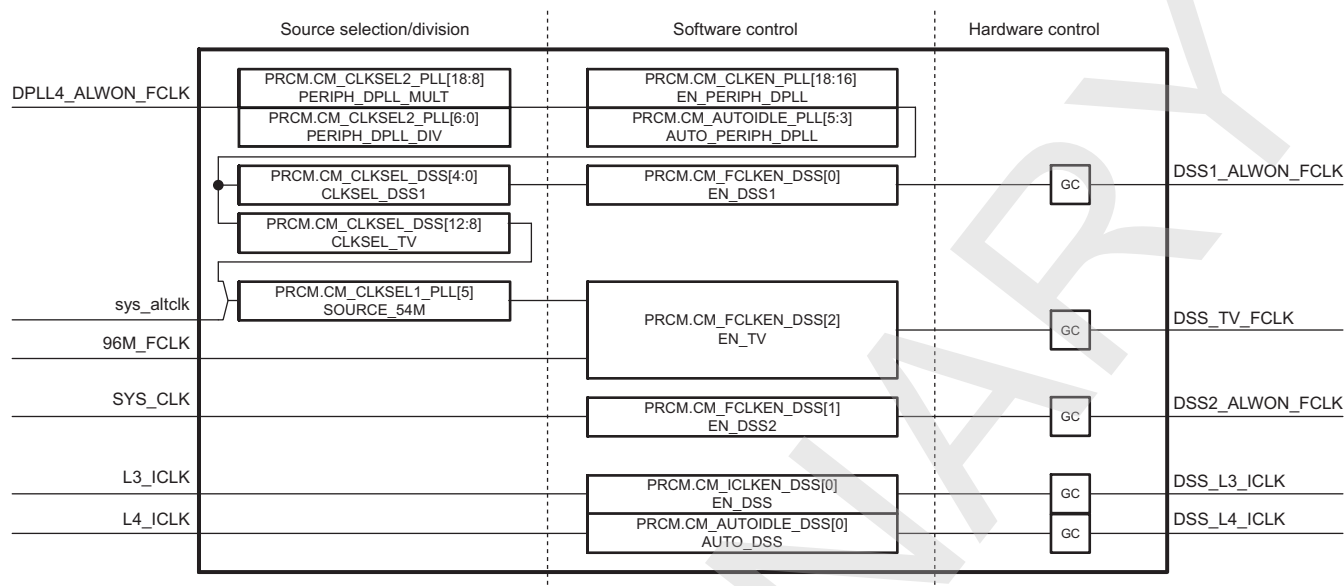 Source selection/division
Software control
Hardware control
DPLL4_ALWON_FCLK
PRCM.CM_CLKSEL2_PLL[18:8]
PERIPH_DPLL_MULT
PRCM.CM_CLKSEL2_PLL[6:0]
PERIPH_DPLL_DIV
PRCM.CM_CLKEN_PLL[18:16]
EN_PERIPH_DPLL
PRCM.CM_AUTOIDLE_PLL[5:3]
AUTO_PERIPH_DPLL
PRCM.CM_CLKSEL_DSS[4:0]
CLKSEL_DSS1
PRCM.CM_FCLKEN_DSS[0]
EN_DSS1
GC
DSS1_ALWON_FCLK
PRCM.CM_CLKSEL_DSS[12:8]
CLKSEL_TV
sys_altclk
PRCM.CM_CLKSEL1_PLL[5]
SOURCE_54M
96M_FCLK
PRCM.CM_FCLKEN_DSS[2]
EN_TV
GC
DSS_TV_FCLK
SYS_CLK
PRCM.CM_FCLKEN_DSS[1]
EN_DSS2
GC
DSS2_ALWON_FCLK
L3_ICLK
PRCM.CM_ICLKEN_DSS[0]
EN_DSS
GC
DSS_L3_ICLK
L4_ICLK
PRCM.CM_AUTOIDLE_DSS[0]
AUTO_DSS
GC
DSS_L4_ICLK
NARY